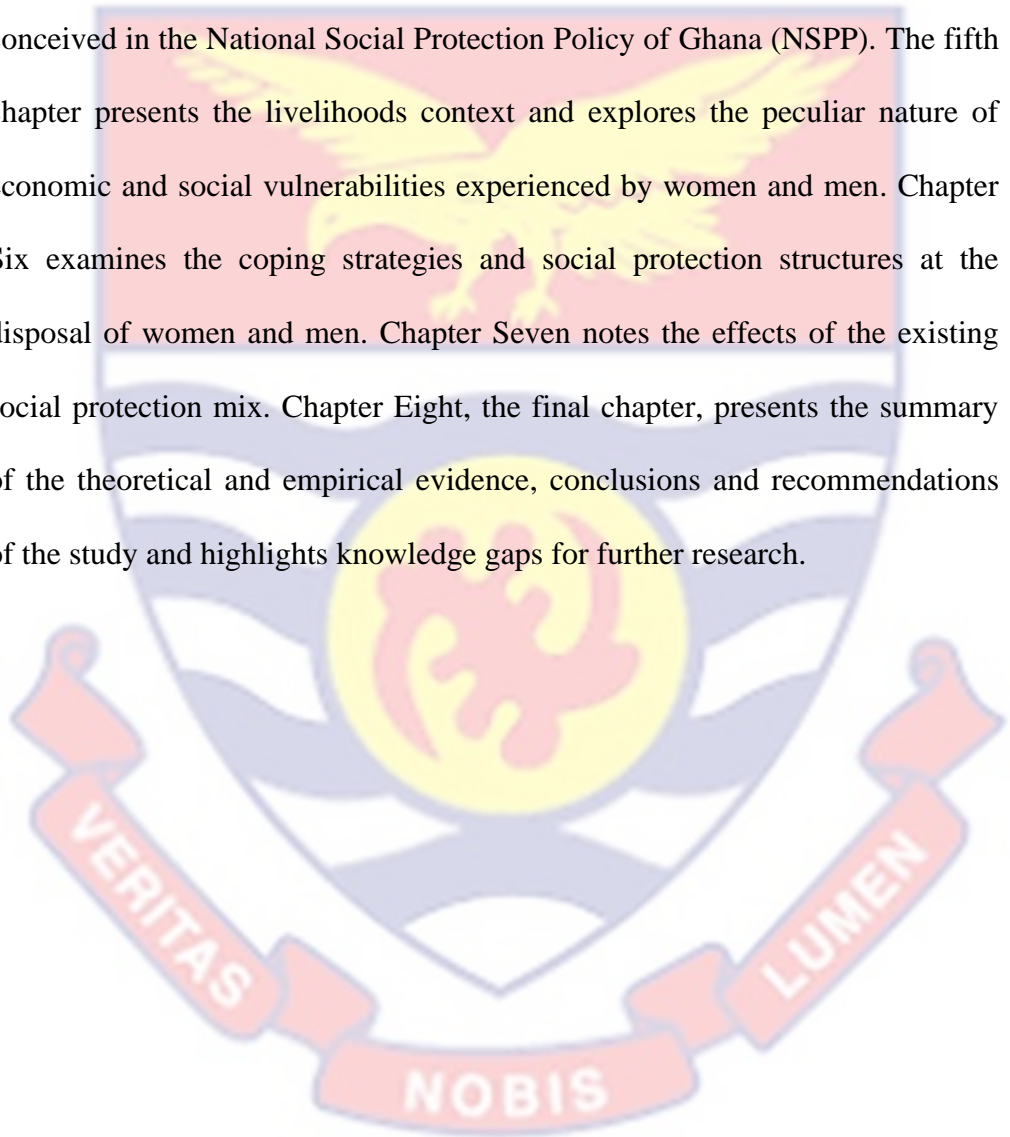 conceived in the National Social Protection Policy of Ghana (NSPP). The fifth
chapter presents the livelihoods context and explores the peculiar nature of
economic and social vulnerabilities experienced by women and men. Chapter
Six examines the coping strategies and social protection structures at the
disposal of women and men. Chapter Seven notes the effects of the existing
social protection mix. Chapter Eight, the final chapter, presents the summary
of the theoretical and empirical evidence, conclusions and recommendations
of the study and highlights knowledge gaps for further research.
VERITAS
NOBIS
LUMEN